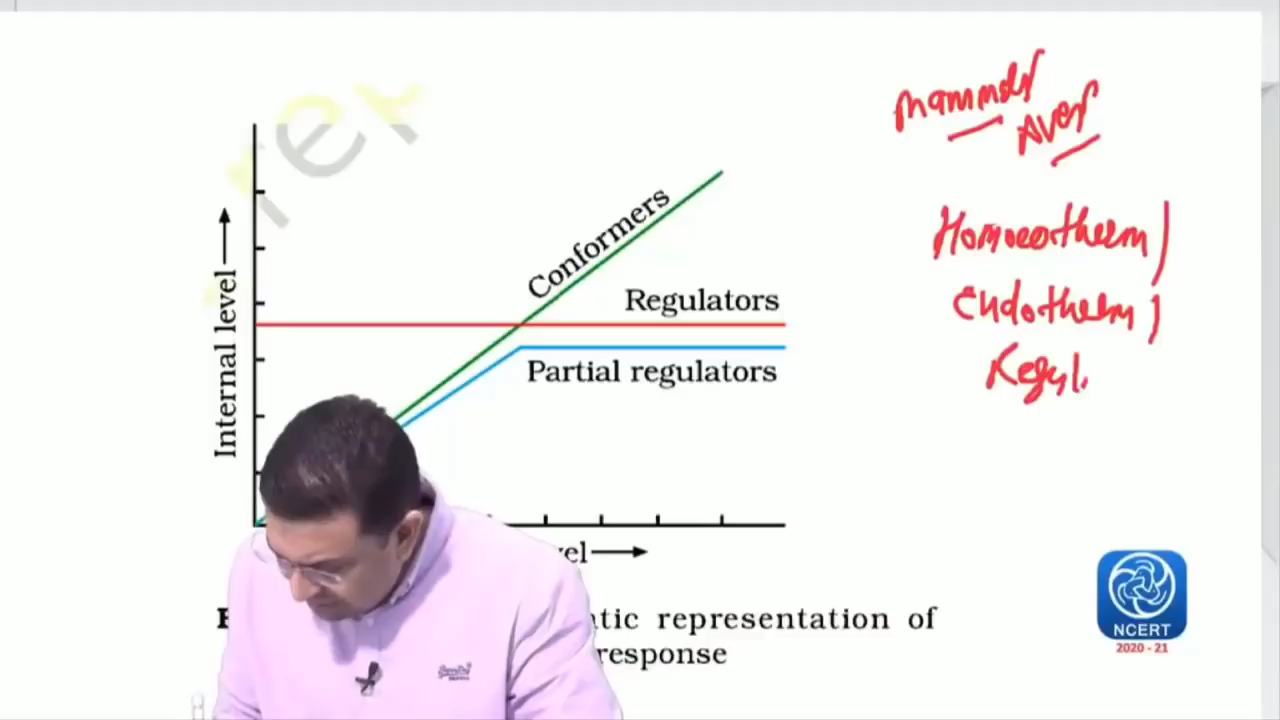 Mammals
Aves
Homoeotherm /
Endotherm /
Regul.
Conformers
Regulators
Partial regulators
Internal level
vel
atic representation of
response
NCERT
2020 - 21